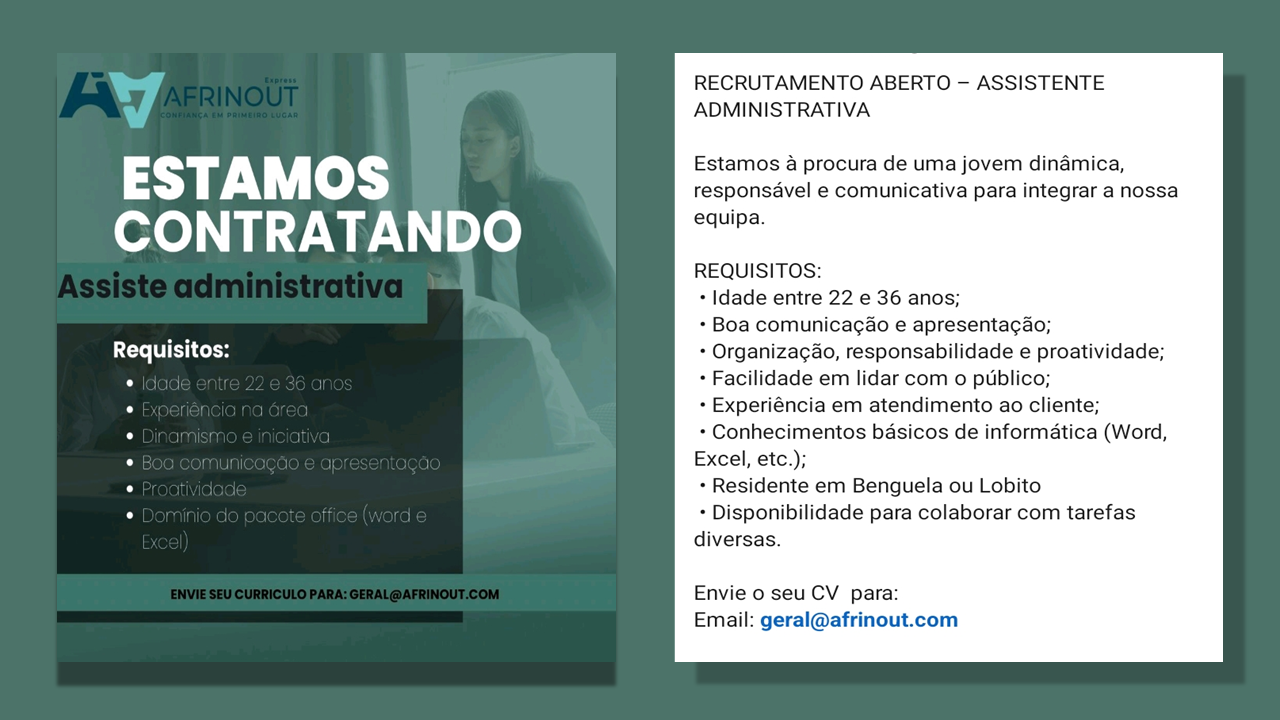 Express
AFRINOUT
CONFIANÇA EM PRIMEIRO LUGAR
ESTAMOS
CONTRATANDO
Assiste administrativa
Requisitos:
• Idade entre 22 e 36 anos
• Experiência na área
• Dinamismo e iniciativa
• Boa comunicação e apresentação
• Proatividade
• Domínio do pacote office (word e
Excel)
ENVIE SEU CURRICULO PARA: GERAL@AFRINOUT.COM
RECRUTAMENTO ABERTO – ASSISTENTE
ADMINISTRATIVA
Estamos à procura de uma jovem dinâmica,
responsável e comunicativa para integrar a nossa
equipa.
REQUISITOS:
• Idade entre 22 e 36 anos;
• Boa comunicação e apresentação;
• Organização, responsabilidade e proatividade;
• Facilidade em lidar com o público;
• Experiência em atendimento ao cliente;
• Conhecimentos básicos de informática (Word,
Excel, etc.);
• Residente em Benguela ou Lobito
• Disponibilidade para colaborar com tarefas
diversas.
Envie o seu CV  para:
Email: geral@afrinout.com